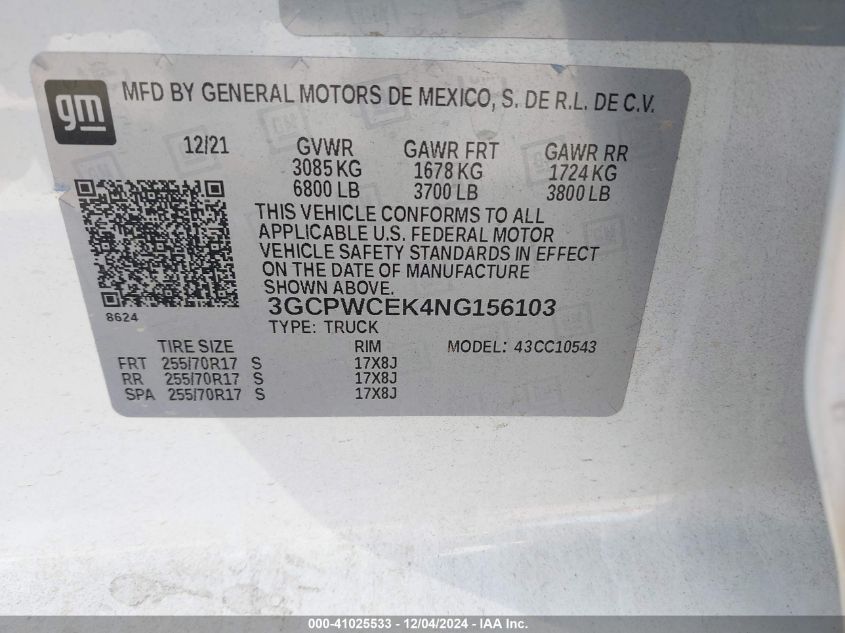 gm
MFD BY GENERAL MOTORS DE MEXICO, S. DE R.L. DE C.V.
12/21 GVWR GAWR FRT GAWR RR
3085 KG 1678 KG 1724 KG
6800 LB 3700 LB 3800 LB
THIS VEHICLE CONFORMS TO ALL
APPLICABLE U.S. FEDERAL MOTOR
VEHICLE SAFETY STANDARDS IN EFFECT
ON THE DATE OF MANUFACTURE
SHOWN ABOVE.
8624
3GCPWCEK4NG156103
TYPE: TRUCK
TIRE SIZE RIM MODEL: 43CC10543
FRT 255/70R17 S 17X8J
RR 255/70R17 S 17X8J
SPA 255/70R17 S 17X8J
000-41025533 - 12/04/2024 - IAA Inc.